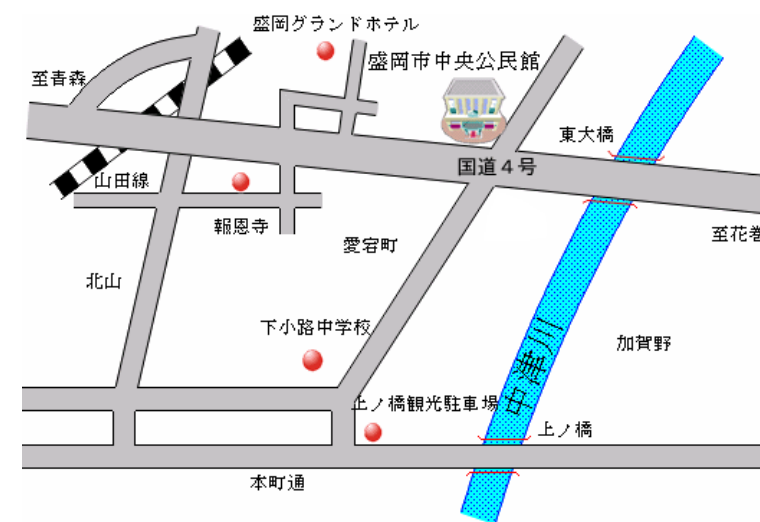 盛岡グランドホテル
盛岡市中央公民館
至青森
東大橋
国道4号
山田線
報恩寺
至花巻
愛宕町
北山
下小路中学校
加賀野
中津川
上ノ橋観光駐車場
上ノ橋
本町通